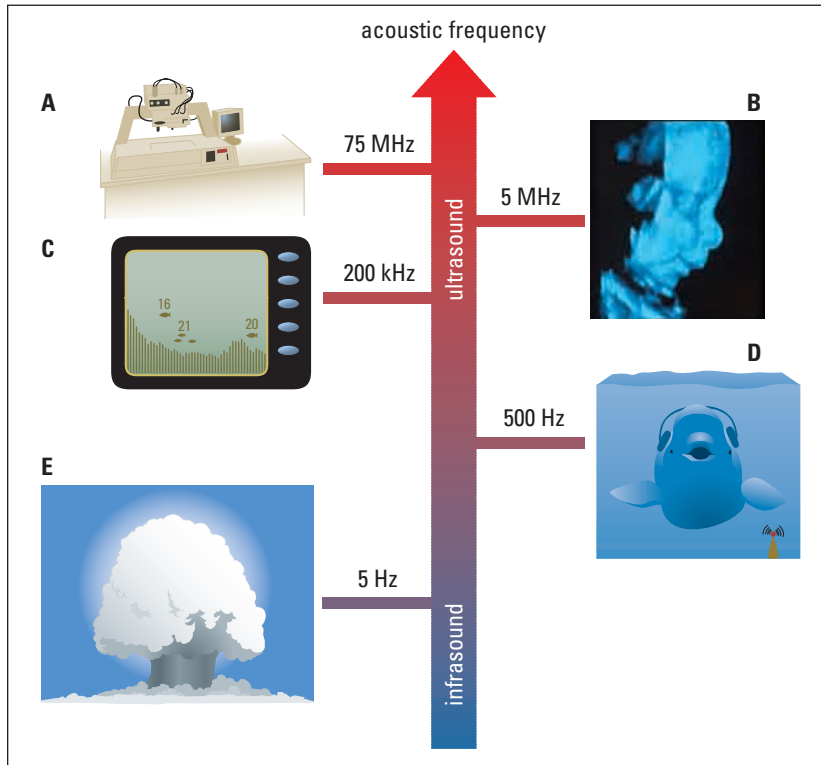 acoustic frequency
A
B
75 MHz
5 MHz
C
200 kHz
16
21
20
ultrasound
D
500 Hz
E
5 Hz
infrasound